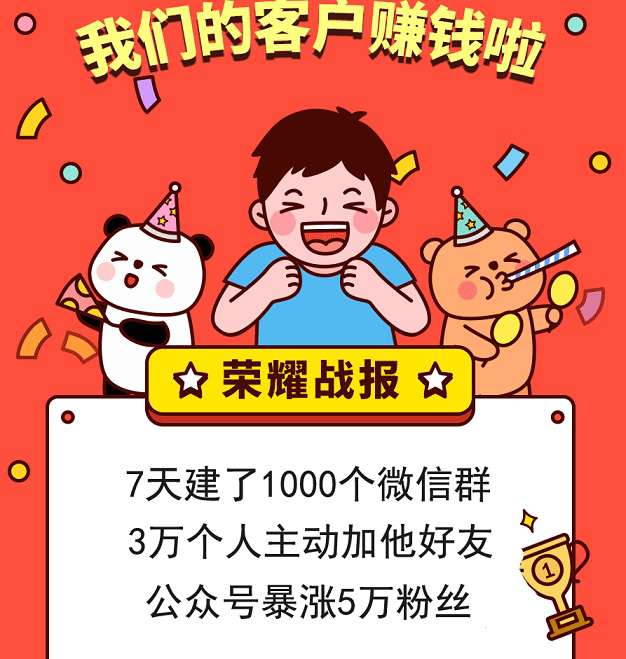 我们的客户赚钱啦
荣耀战报
7天建了1000个微信群
3万个人主动加他好友
公众号暴涨5万粉丝
1